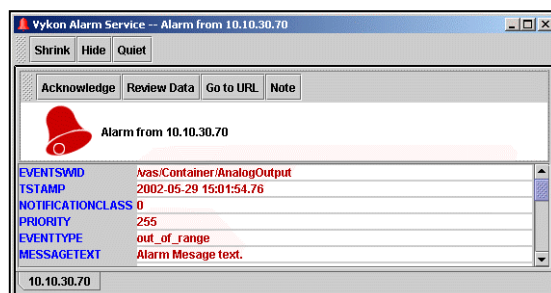 Vykon Alarm Service -- Alarm from 10.10.30.70
Shrink Hide Quiet
Acknowledge Review Data Go to URL Note
Alarm from 10.10.30.70
EVENTSWID /vas/Container/AnalogOutput
TSTAMP 2002-05-29 15:01:54.76
NOTIFICATIONCLASS 0
PRIORITY 255
EVENTTYPE out_of_range
MESSAGETEXT Alarm Mesage text.
10.10.30.70